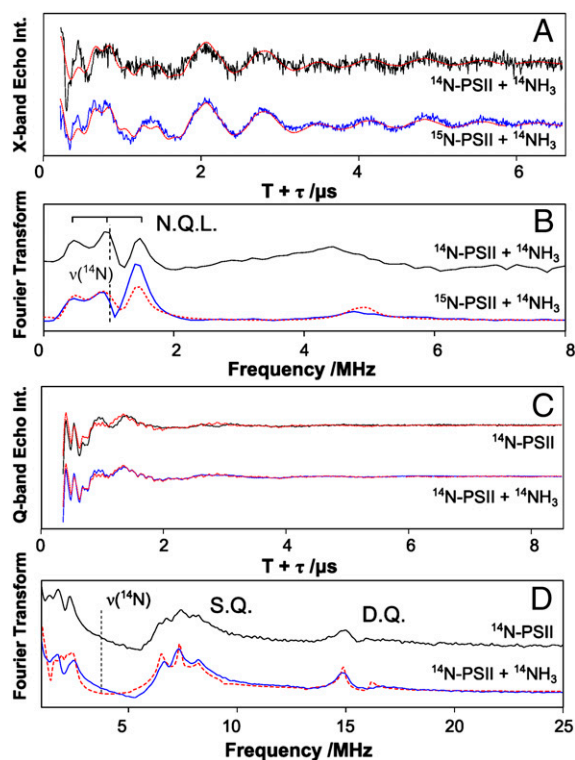 A
X-band Echo Int.
¹⁴N-PSII + ¹⁴NH₃
¹⁵N-PSII + ¹⁴NH₃
0 2 4 6
T + τ /μs
B
Fourier Transform
N.Q.L.
ν(¹⁴N)
¹⁴N-PSII + ¹⁴NH₃
¹⁵N-PSII + ¹⁴NH₃
0 2 4 6 8
Frequency /MHz
C
Q-band Echo Int.
¹⁴N-PSII
¹⁴N-PSII + ¹⁴NH₃
0 2 4 6 8
T + τ /μs
D
Fourier Transform
ν(¹⁴N)
S.Q.
D.Q.
¹⁴N-PSII
¹⁴N-PSII + ¹⁴NH₃
5 10 15 20 25
Frequency /MHz